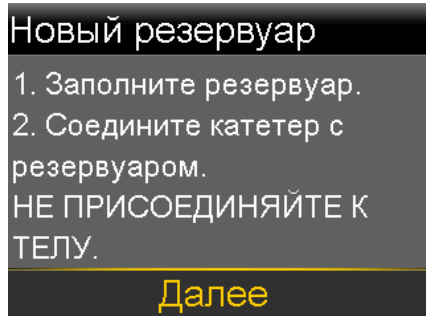 Новый резервуар
1. Заполните резервуар.
2. Соедините катетер с
резервуаром.
НЕ ПРИСОЕДИНЯЙТЕ К
ТЕЛУ.
Далее